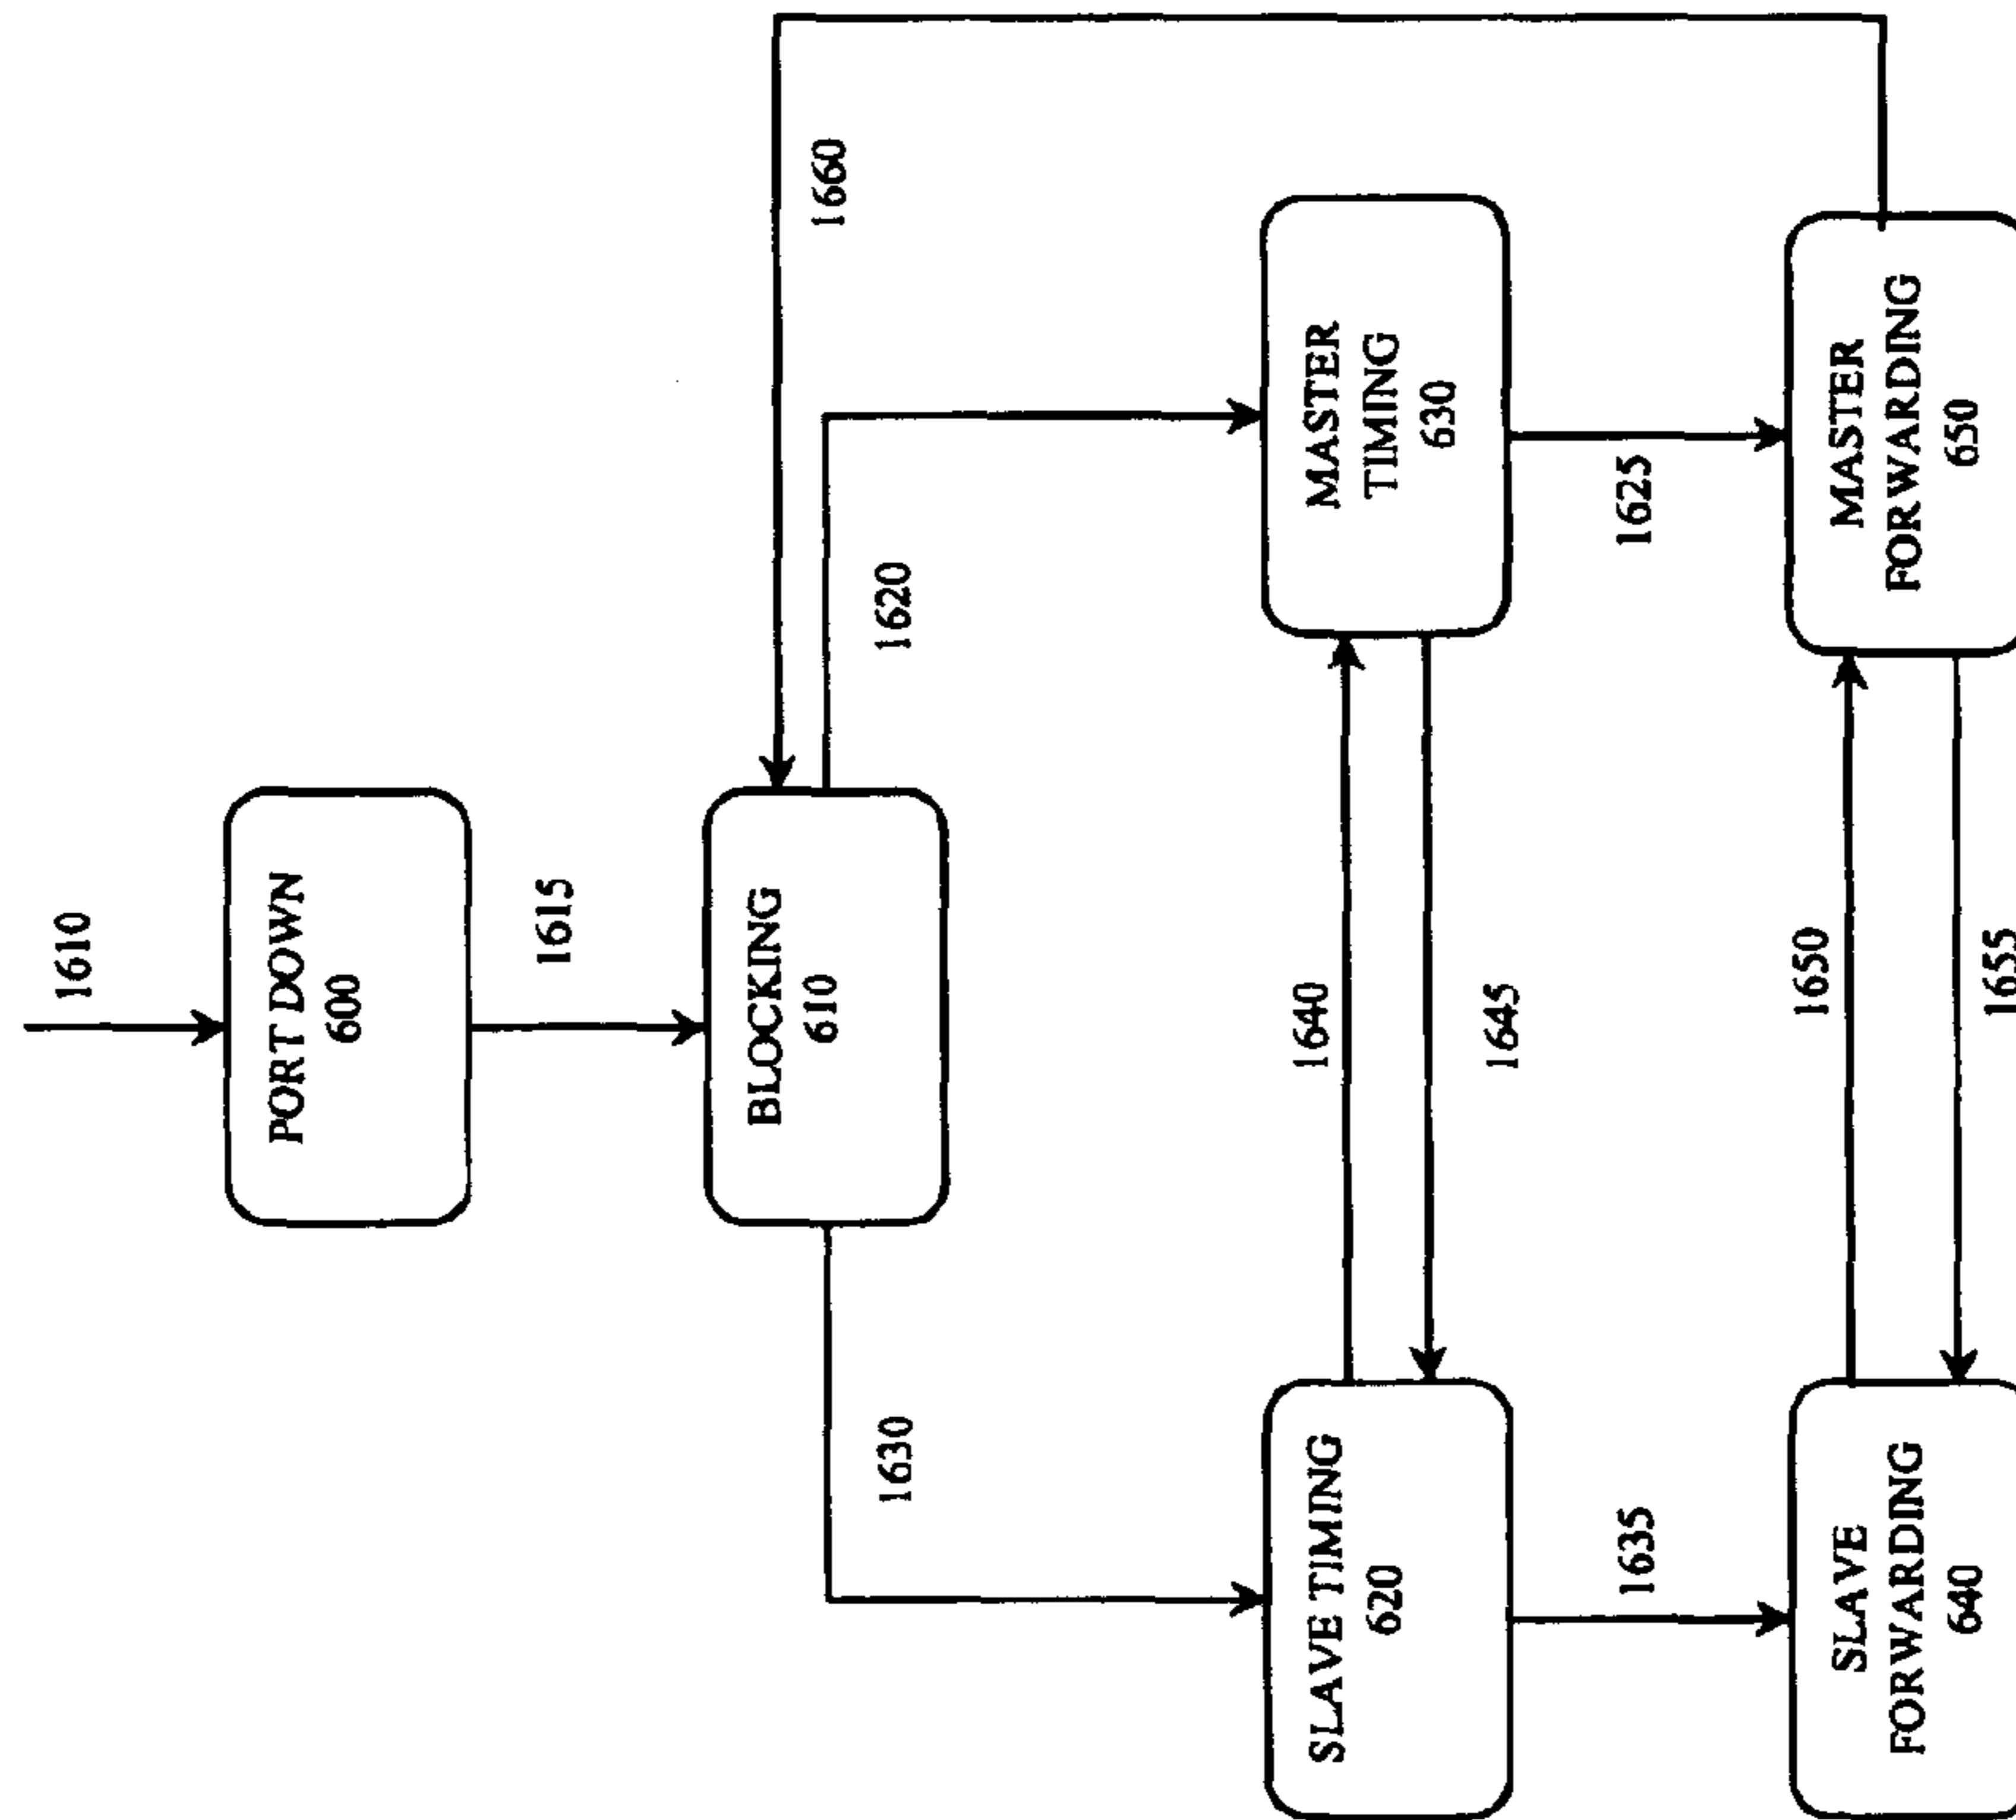 1610
PORT DOWN
600
1615
BLOCKING
610
1660
1620
1630
MASTER
TIMING
630
1640
1645
SLAVE TIMING
620
1625
1635
MASTER
FORWARDING
650
1650
1655
SLAVE
FORWARDING
640